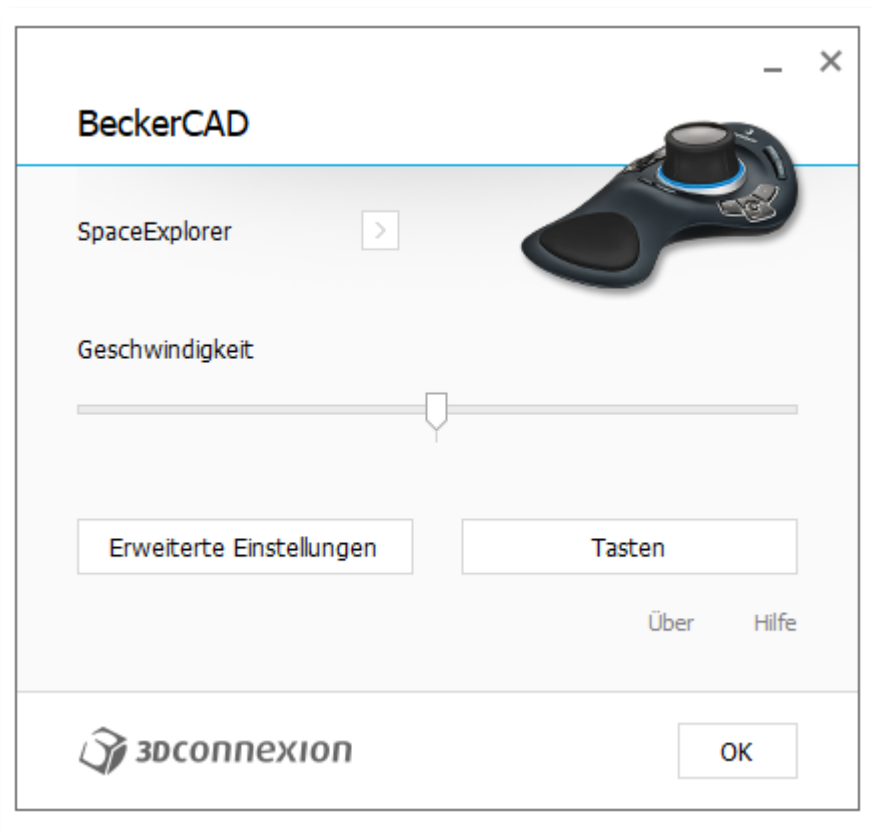 BeckerCAD
SpaceExplorer
Geschwindigkeit
Erweiterte Einstellungen
Tasten
Über
Hilfe
3Dconnexion
OK